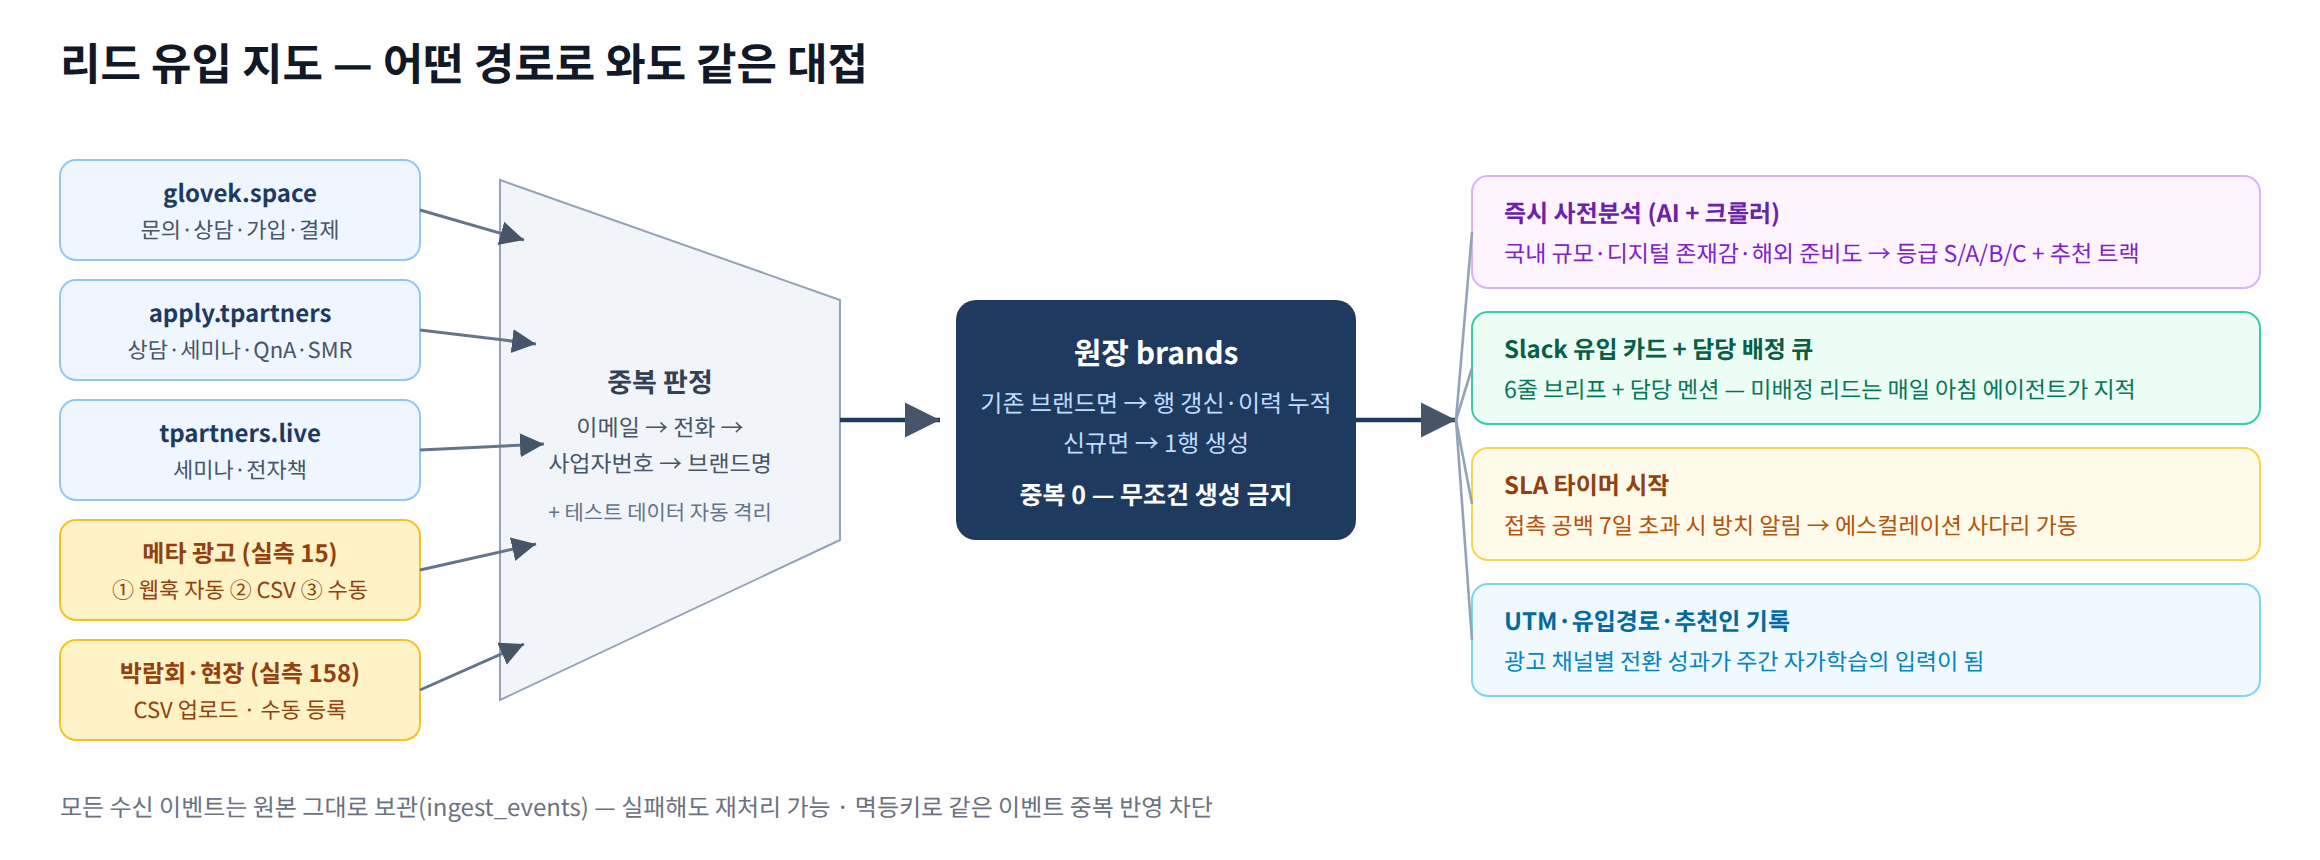 리드 유입 지도 — 어떤 경로로 와도 같은 대접
glovek.space
문의·상담·가입·결제
apply.tpartners
상담·세미나·QnA·SMR
tpartners.live
세미나·전자책
메타 광고 (실측 15)
① 웹훅 자동 ② CSV ③ 수동
박람회·현장 (실측 158)
CSV 업로드 · 수동 등록
중복 판정
이메일 → 전화 →
사업자번호 → 브랜드명
+ 테스트 데이터 자동 격리
원장 brands
기존 브랜드면 → 행 갱신·이력 누적
신규면 → 1행 생성
중복 0 — 무조건 생성 금지
즉시 사전분석 (AI + 크롤러)
국내 규모·디지털 존재감·해외 준비도 → 등급 S/A/B/C + 추천 트랙
Slack 유입 카드 + 담당 배정 큐
6줄 브리프 + 담당 멘션 — 미배정 리드는 매일 아침 에이전트가 지적
SLA 타이머 시작
접촉 공백 7일 초과 시 방치 알림 → 에스컬레이션 사다리 가동
UTM·유입경로·추천인 기록
광고 채널별 전환 성과가 주간 자가학습의 입력이 됨
모든 수신 이벤트는 원본 그대로 보관(ingest_events) — 실패해도 재처리 가능 · 멱등키로 같은 이벤트 중복 반영 차단